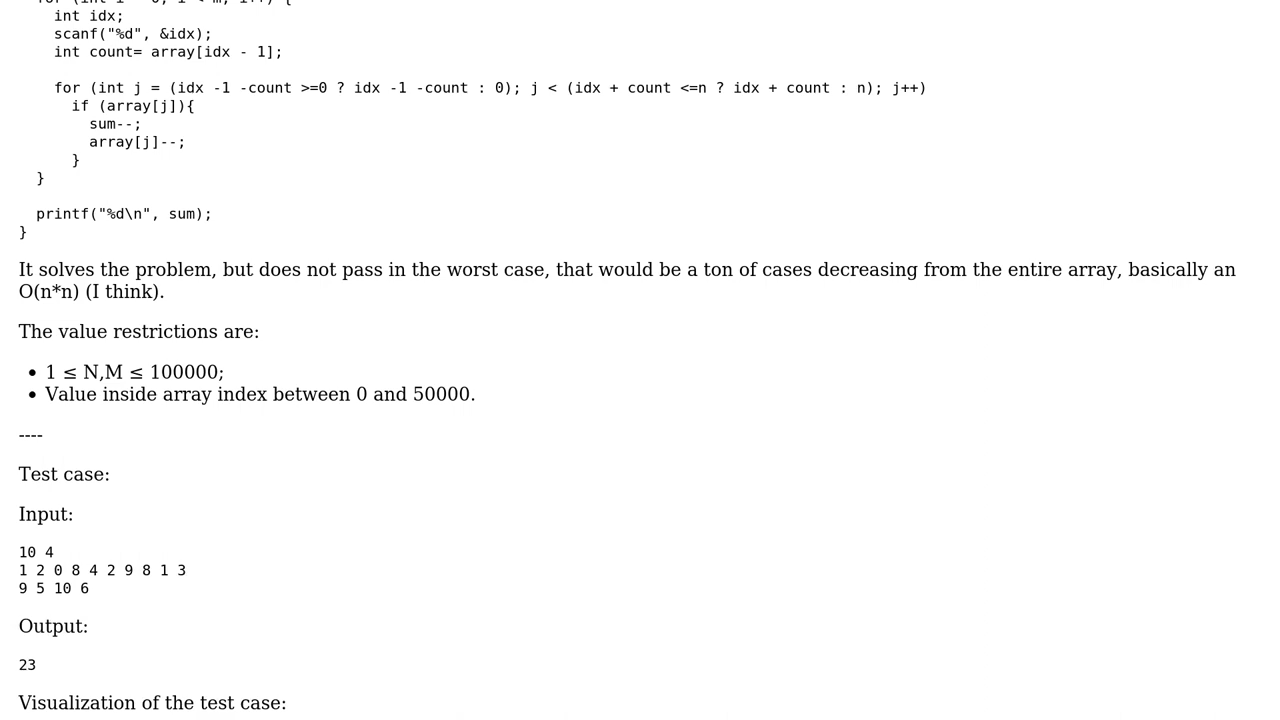 for (int i = 0; i < m; i++) {
int idx;
scanf("%d", &idx);
int count= array[idx - 1];
for (int j = (idx -1 -count >=0 ? idx -1 -count : 0); j < (idx + count <=n ? idx + count : n); j++)
if (array[j]){
sum--;
array[j]--;
}
}
printf("%d\n", sum);
}
It solves the problem, but does not pass in the worst case, that would be a ton of cases decreasing from the entire array, basically an
O(n*n) (I think).
The value restrictions are:
• 1 ≤ N,M ≤ 100000;
• Value inside array index between 0 and 50000.
----
Test case:
Input:
10 4
1 2 0 8 4 2 9 8 1 3
9 5 10 6
Output:
23
Visualization of the test case: